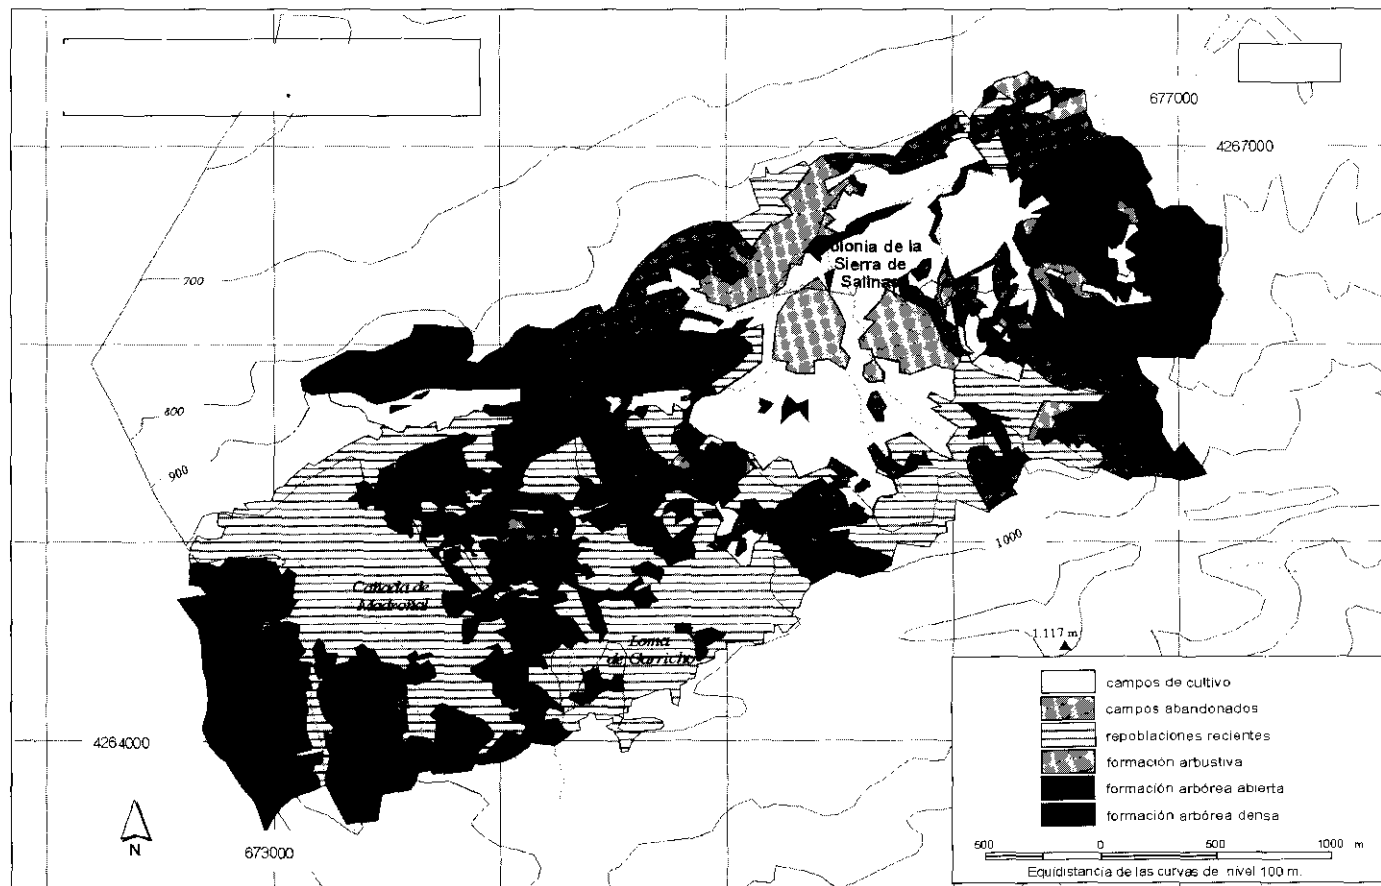 677000
4267000
olonia de la
Sierra de
Salinas
700
800
900
1000
Cañada de
Madroñal
1.117 m
Loma
de Garricho
campos de cultivo
campos abandonados
repoblaciones recientes
formación arbustiva
formación arbórea abierta
formación arbórea densa
4264000
N
673000
500 0 500 1000 m
Equidistancia de las curvas de nivel 100 m.